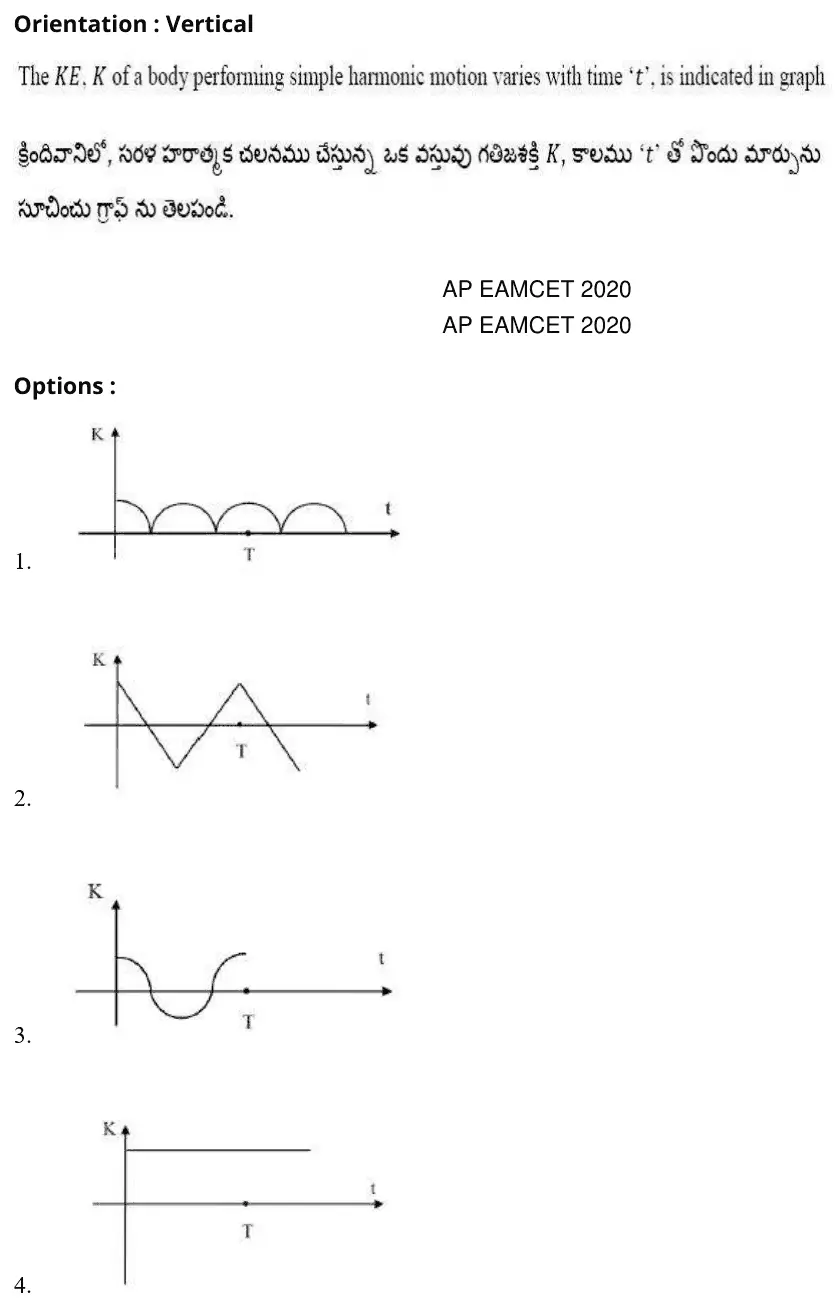 Orientation : Vertical
The KE, K of a body performing simple harmonic motion varies with time ‘t’, is indicated in graph
క్రిందివానిలో, సరళ హరాత్మక చలనము చేస్తున్న ఒక వస్తువు గతిజశక్తి K, కాలము ‘t’ తో పొందు మార్పును
సూచించు గ్రాఫ్ ను తెలపండి.
AP EAMCET 2020
AP EAMCET 2020
Options :
K
t
T
1.
K
t
T
2.
K
t
T
3.
K
t
T
4.